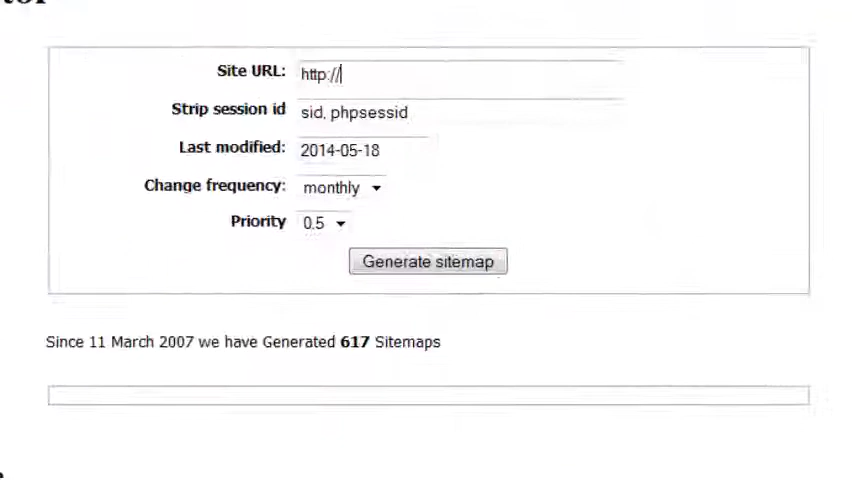 Site URL: http://
Strip session id sid, phpsessid
Last modified: 2014-05-18
Change frequency: monthly
Priority 0.5
Generate sitemap
Since 11 March 2007 we have Generated 617 Sitemaps